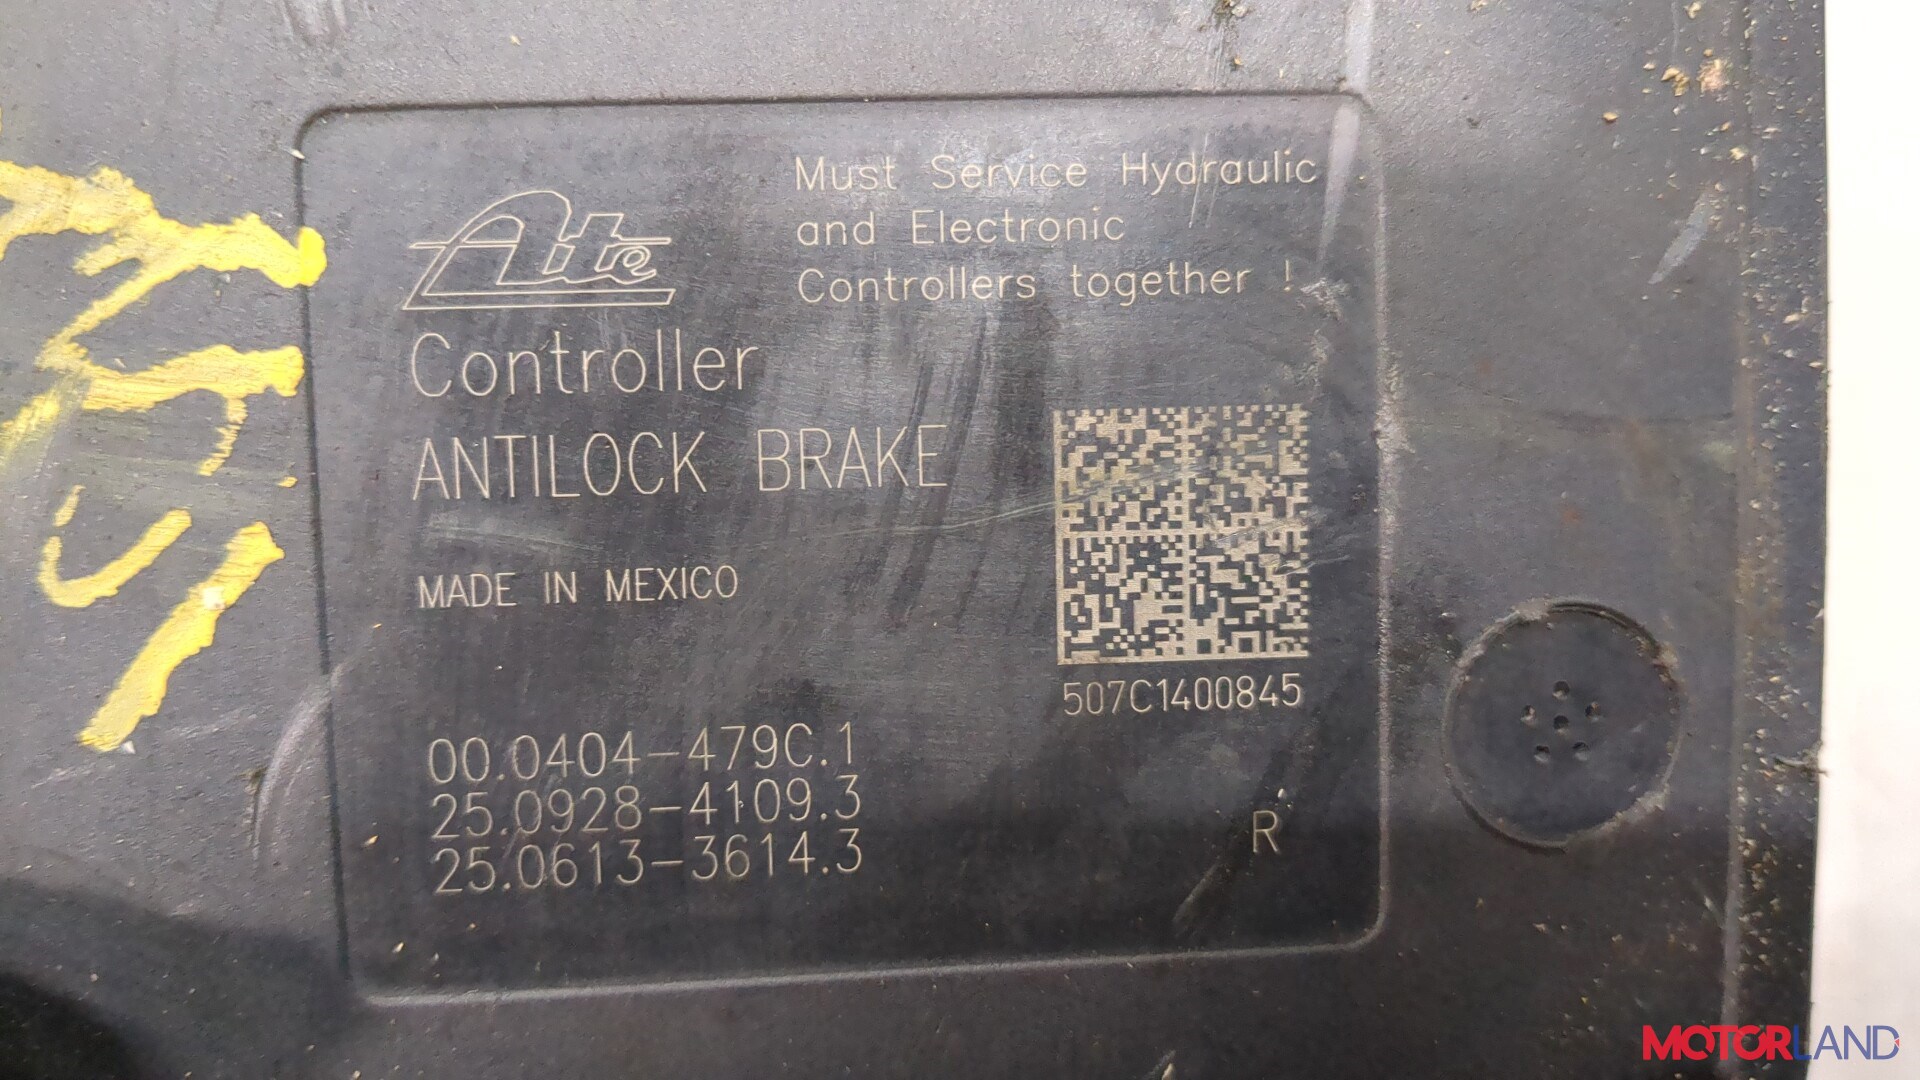 Ate
Must Service Hydraulic
and Electronic
Controllers together !
Controller
ANTILOCK BRAKE
MADE IN MEXICO
507C1400845
00.0404-479C.1
25.0928-4109.3
25.0613-3614.3
R
MOTORLAND